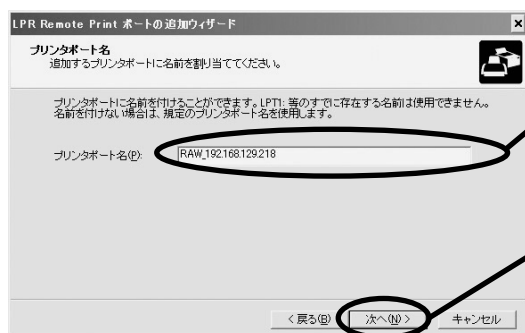 LPR Remote Print ポートの追加ウィザード
プリンタポート名
追加するプリンタポートに名前を割り当ててください。
プリンタポートに名前を付けることができます。LPT1: 等のすでに存在する名前は使用できません。
名前を付けない場合は、規定のプリンタポート名を使用します。
プリンタポート名(P):
RAW_192.168.129.218
< 戻る(B)
次へ(N) >
キャンセル